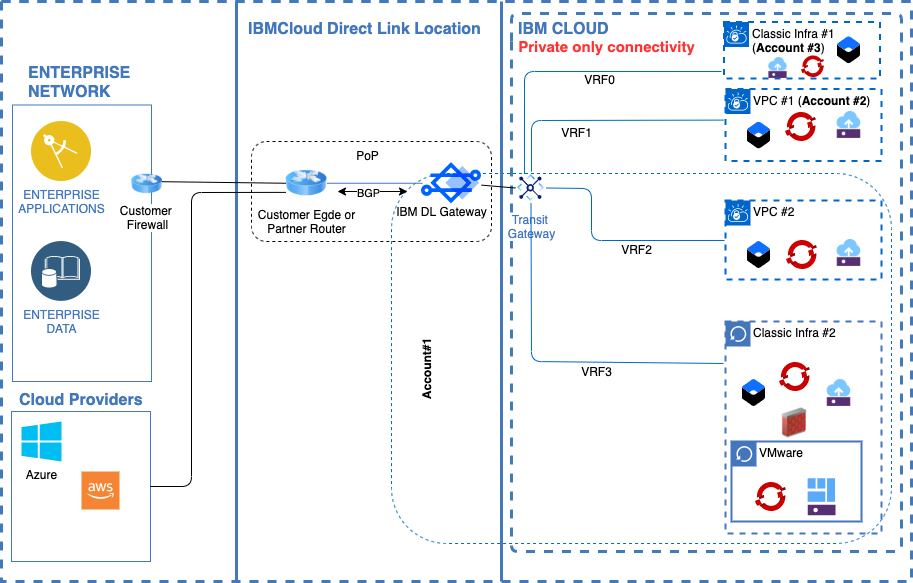 IBMCloud Direct Link Location
IBM CLOUD
Private only connectivity
ENTERPRISE
NETWORK
ENTERPRISE
APPLICATIONS
ENTERPRISE
DATA
Customer
Firewall
Cloud Providers
Azure
aws
PoP
BGP
Customer Egde or
Partner Router
IBM DL Gateway
Account#1
Transit
Gateway
VRF0
VRF1
VRF2
VRF3
Classic Infra #1
(Account #3)
VPC #1 (Account #2)
VPC #2
Classic Infra #2
VMware